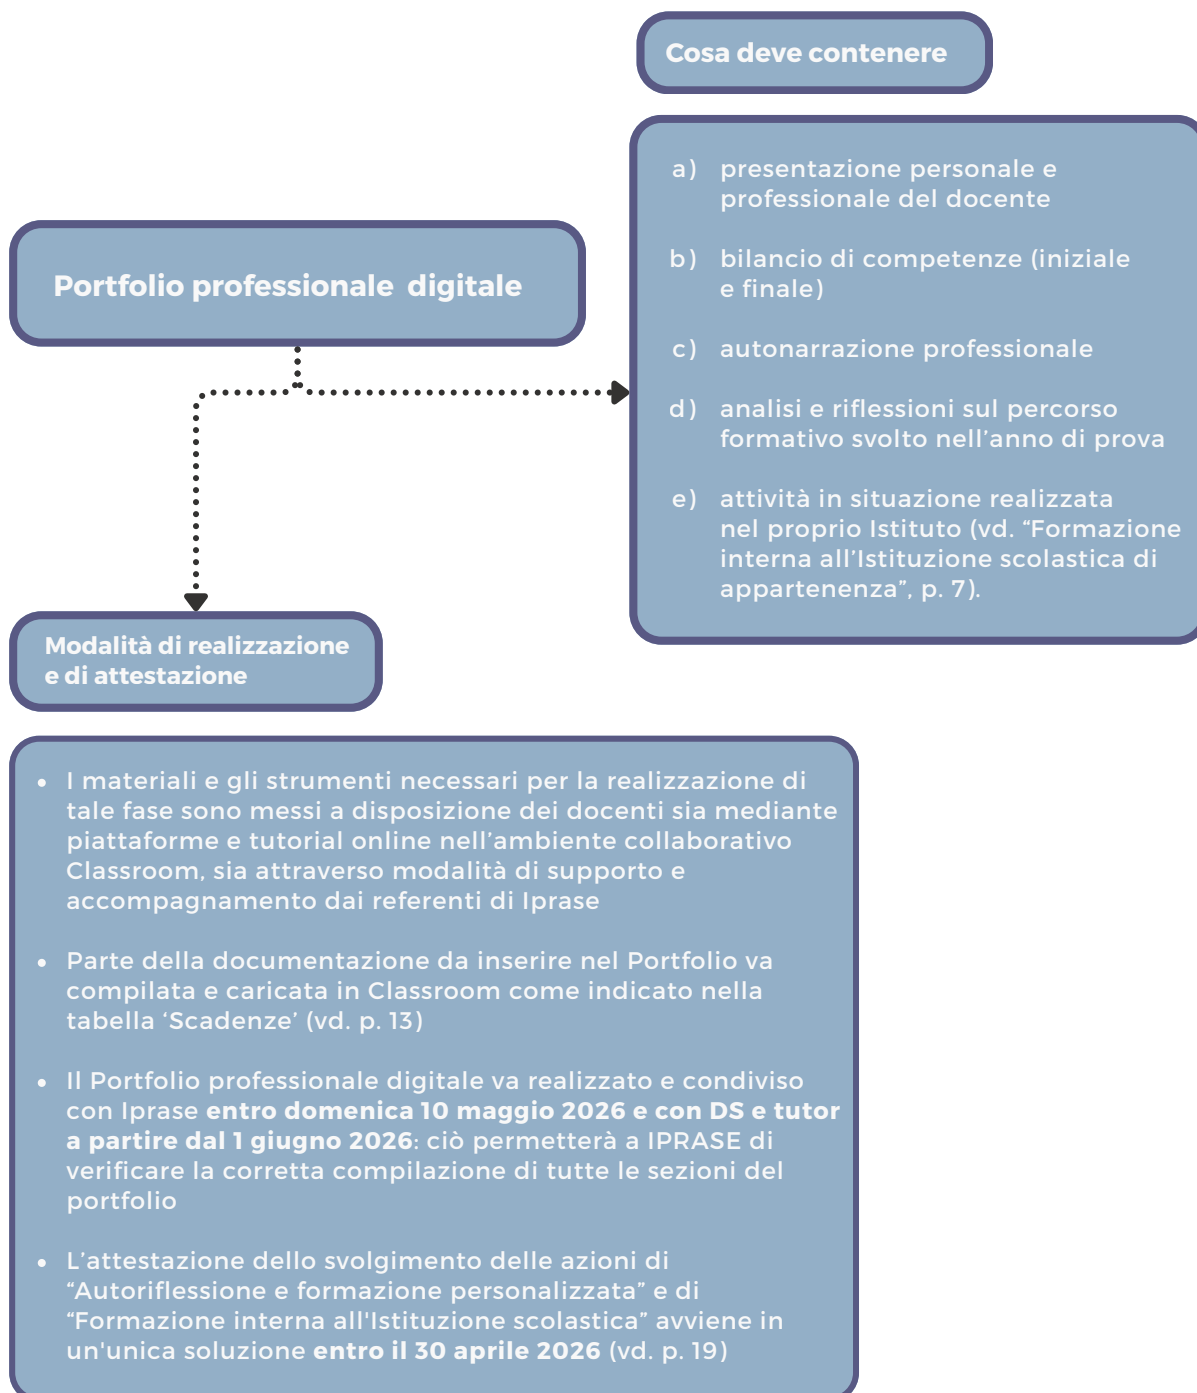 Cosa deve contenere
a) presentazione personale e
professionale del docente
b) bilancio di competenze (iniziale
e finale)
c) autonarrazione professionale
d) analisi e riflessioni sul percorso
formativo svolto nell’anno di prova
e) attività in situazione realizzata
nel proprio Istituto (vd. “Formazione
interna all’Istituzione scolastica di
appartenenza”, p. 7).
Portfolio professionale digitale
Modalità di realizzazione
e di attestazione
• I materiali e gli strumenti necessari per la realizzazione di
tale fase sono messi a disposizione dei docenti sia mediante
piattaforme e tutorial online nell’ambiente collaborativo
Classroom, sia attraverso modalità di supporto e
accompagnamento dai referenti di Iprase
• Parte della documentazione da inserire nel Portfolio va
compilata e caricata in Classroom come indicato nella
tabella ‘Scadenze’ (vd. p. 13)
• Il Portfolio professionale digitale va realizzato e condiviso
con Iprase entro domenica 10 maggio 2026 e con DS e tutor
a partire dal 1 giugno 2026: ciò permetterà a IPRASE di
verificare la corretta compilazione di tutte le sezioni del
portfolio
• L’attestazione dello svolgimento delle azioni di
“Autoriflessione e formazione personalizzata” e di
“Formazione interna all'Istituzione scolastica” avviene in
un'unica soluzione entro il 30 aprile 2026 (vd. p. 19)